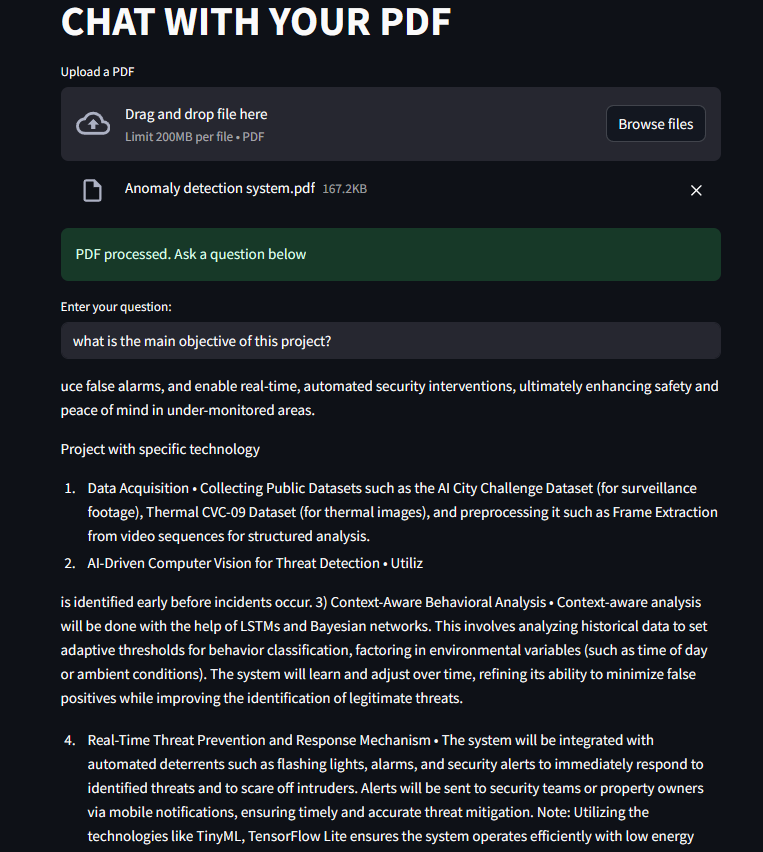 CHAT WITH YOUR PDF
Upload a PDF
Drag and drop file here
Limit 200MB per file • PDF
Browse files
Anomaly detection system.pdf 167.2KB
PDF processed. Ask a question below
Enter your question:
what is the main objective of this project?
uce false alarms, and enable real-time, automated security interventions, ultimately enhancing safety and
peace of mind in under-monitored areas.
Project with specific technology
1. Data Acquisition • Collecting Public Datasets such as the AI City Challenge Dataset (for surveillance
footage), Thermal CVC-09 Dataset (for thermal images), and preprocessing it such as Frame Extraction
from video sequences for structured analysis.
2. AI-Driven Computer Vision for Threat Detection • Utiliz
is identified early before incidents occur. 3) Context-Aware Behavioral Analysis • Context-aware analysis
will be done with the help of LSTMs and Bayesian networks. This involves analyzing historical data to set
adaptive thresholds for behavior classification, factoring in environmental variables (such as time of day
or ambient conditions). The system will learn and adjust over time, refining its ability to minimize false
positives while improving the identification of legitimate threats.
4. Real-Time Threat Prevention and Response Mechanism • The system will be integrated with
automated deterrents such as flashing lights, alarms, and security alerts to immediately respond to
identified threats and to scare off intruders. Alerts will be sent to security teams or property owners
via mobile notifications, ensuring timely and accurate threat mitigation. Note: Utilizing the
technologies like TinyML, TensorFlow Lite ensures the system operates efficiently with low energy